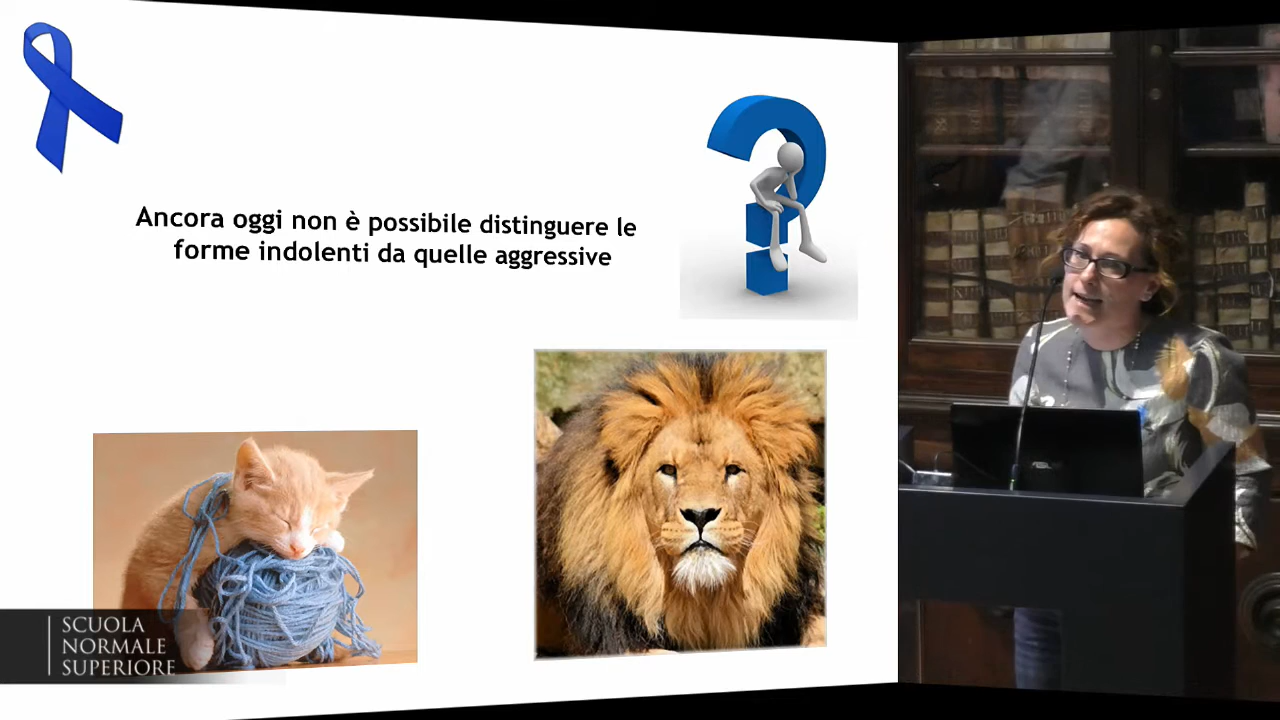 Ancora oggi non è possibile distinguere le
forme indolenti da quelle aggressive
SCUOLA
NORMALE
SUPERIORE